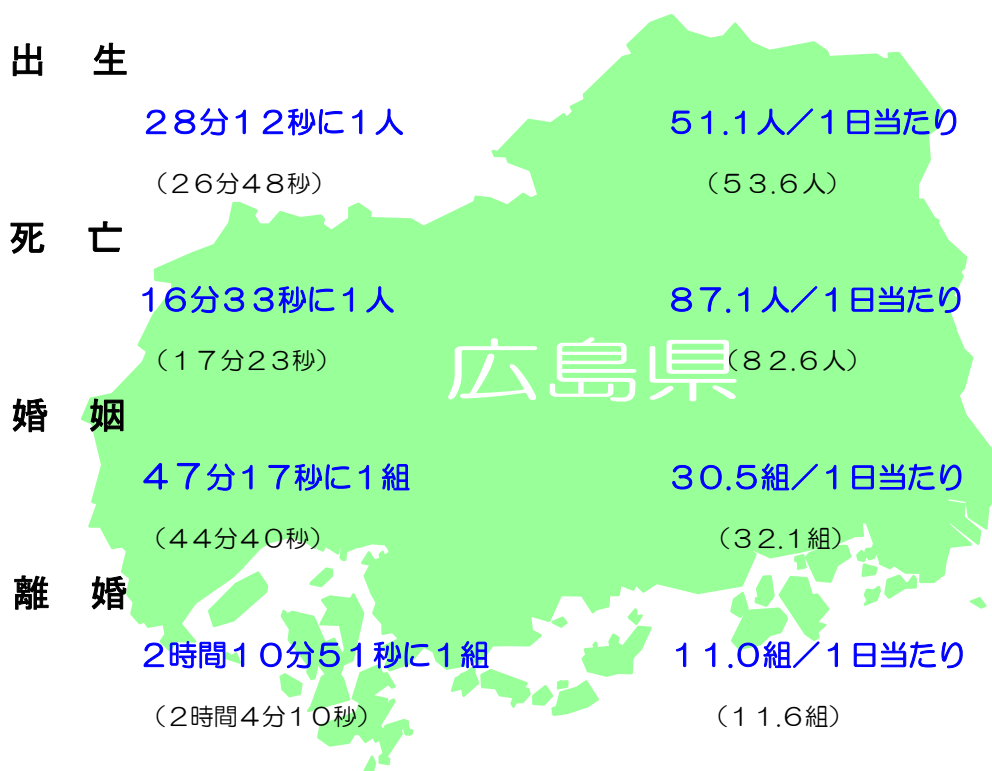 出　生
２８分１２秒に１人　５１.１人／１日当たり
（２６分４８秒）　（５３.６人）
死　亡
１６分３３秒に１人　８７.１人／１日当たり
（１７分２３秒）　（８２.６人）
広島県
婚　姻
４７分１７秒に１組　３０.５組／１日当たり
（４４分４０秒）　（３２.１組）
離　婚
２時間１０分５１秒に１組　１１.０組／１日当たり
（２時間４分１０秒）　（１１.６組）